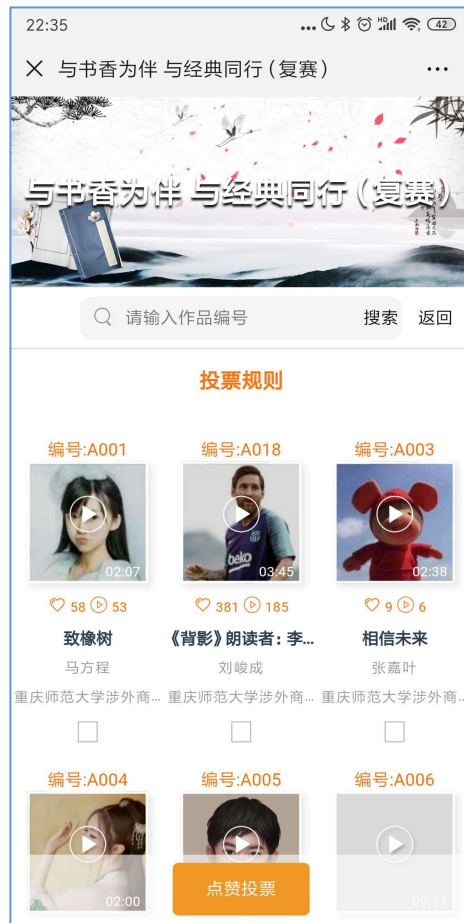 22:35
HD
42
与书香为伴 与经典同行（复赛）
与书香为伴 与经典同行（复赛）
请输入作品编号 搜索 返回
投票规则
编号:A001 编号:A018 编号:A003
beko
02:07 03:45 02:38
58 53 381 185 9 6
致橡树 《背影》朗读者：李... 相信未来
马方程 刘峻成 张嘉叶
重庆师范大学涉外商... 重庆师范大学涉外商... 重庆师范大学涉外商...
编号:A004 编号:A005 编号:A006
点赞投票
02:00 09:11